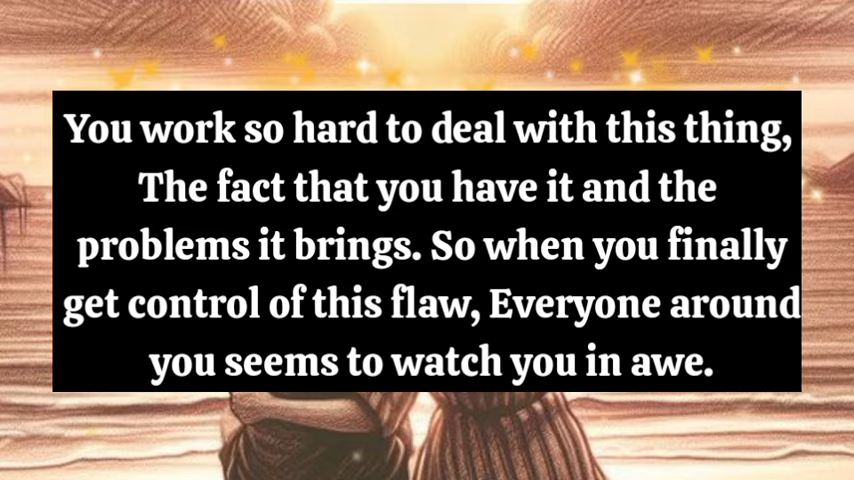 You work so hard to deal with this thing,
The fact that you have it and the
problems it brings. So when you finally
get control of this flaw, Everyone around
you seems to watch you in awe.